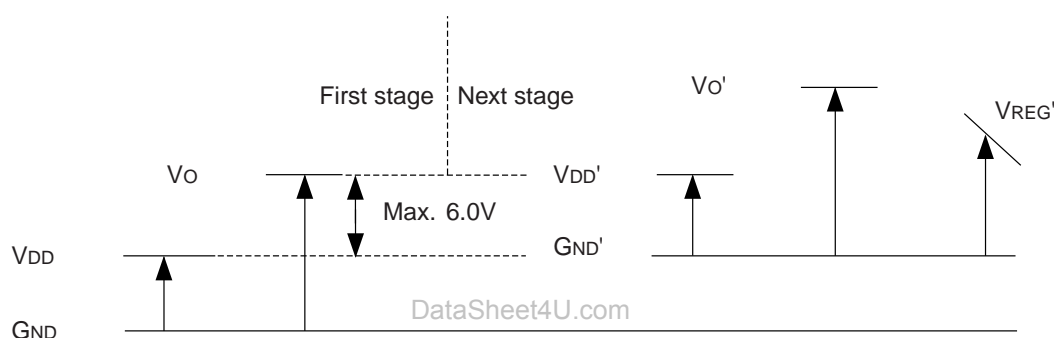 First stage
Next stage
VO'
VREG'
VO
VDD'
Max. 6.0V
VDD
GND'
DataSheet4U.com
GND